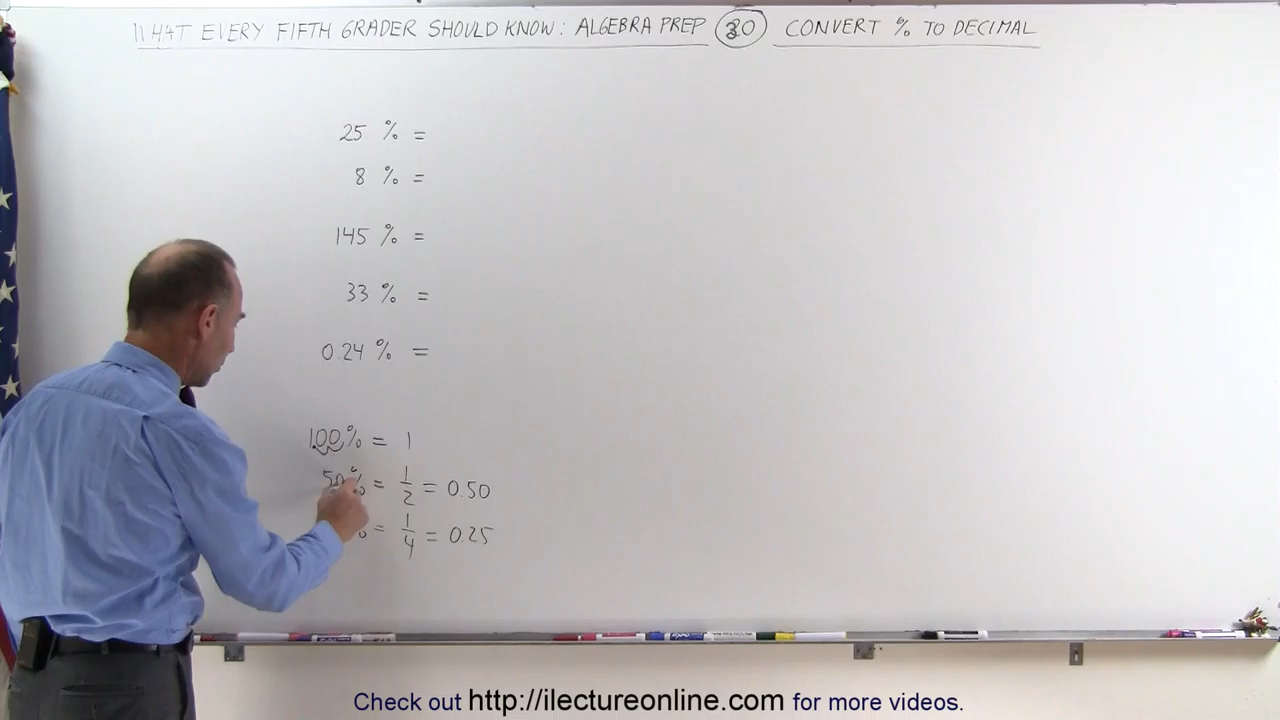 WHAT EVERY FIFTH GRADER SHOULD KNOW: ALGEBRA PREP 30 CONVERT % TO DECIMAL
25 % =
8 % =
145 % =
33 % =
0.24 % =
100% = 1
50% = 1/2 = 0.50
% = 1/4 = 0.25
Check out http://ilectureonline.com for more videos.